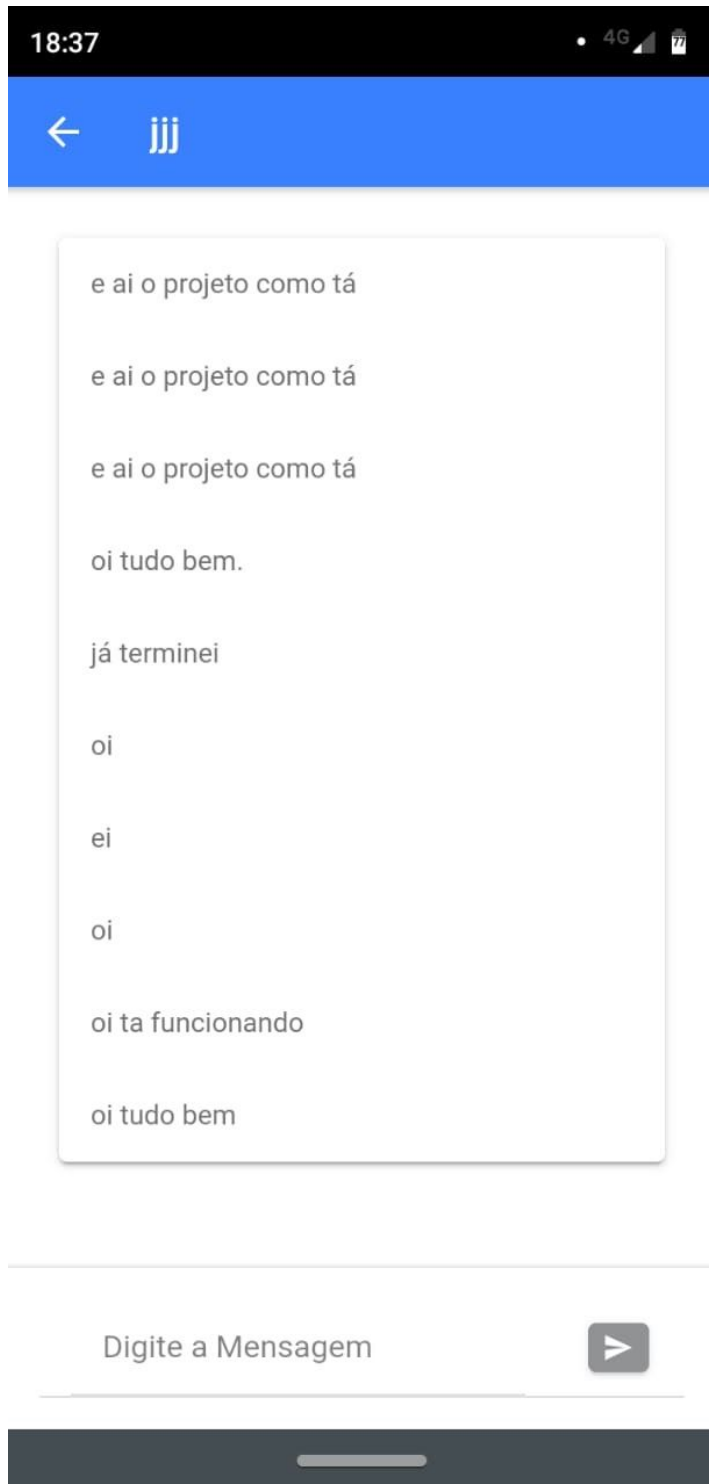 18:37
4G
77
jjj
e ai o projeto como tá
e ai o projeto como tá
e ai o projeto como tá
oi tudo bem.
já terminei
oi
ei
oi
oi ta funcionando
oi tudo bem
Digite a Mensagem